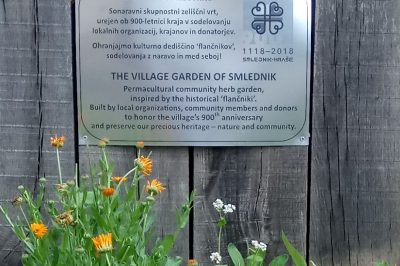 Sonaravni skupnostni zeliščni vrt,
urejen ob 900-letnici kraja v sodelovanju
lokalnih organizacij, krajanov in donatorjev.
Ohranjajmo kulturno dediščino 'flančnikov',
sodelovanja z naravo in med seboj!
1118–2018
SMLEDNIK-HRAŠE
THE VILLAGE GARDEN OF SMLEDNIK
Permacultural community herb garden,
inspired by the historical 'flančniki'.
Built by local organizations, community members and donors
to honor the village's 900th anniversary
and preserve our precious heritage – nature and community.